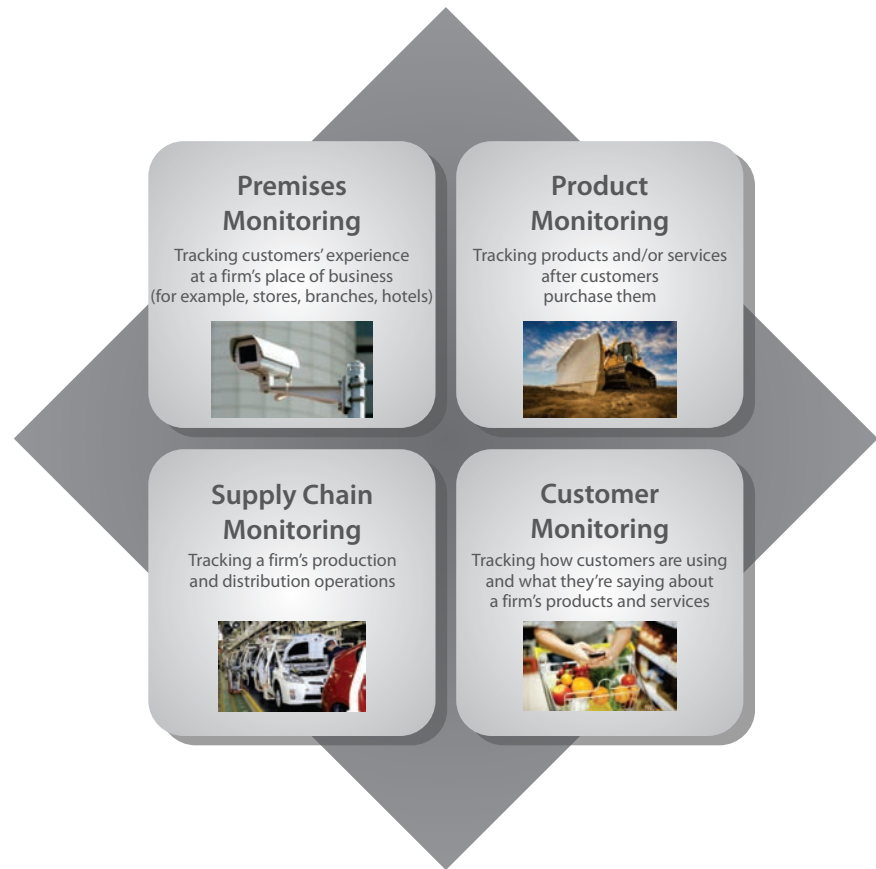 Premises
Monitoring
Tracking customers’ experience
at a firm’s place of business
(for example, stores, branches, hotels)
Product
Monitoring
Tracking products and/or services
after customers
purchase them
Supply Chain
Monitoring
Tracking a firm’s production
and distribution operations
Customer
Monitoring
Tracking how customers are using
and what they’re saying about
a firm’s products and services